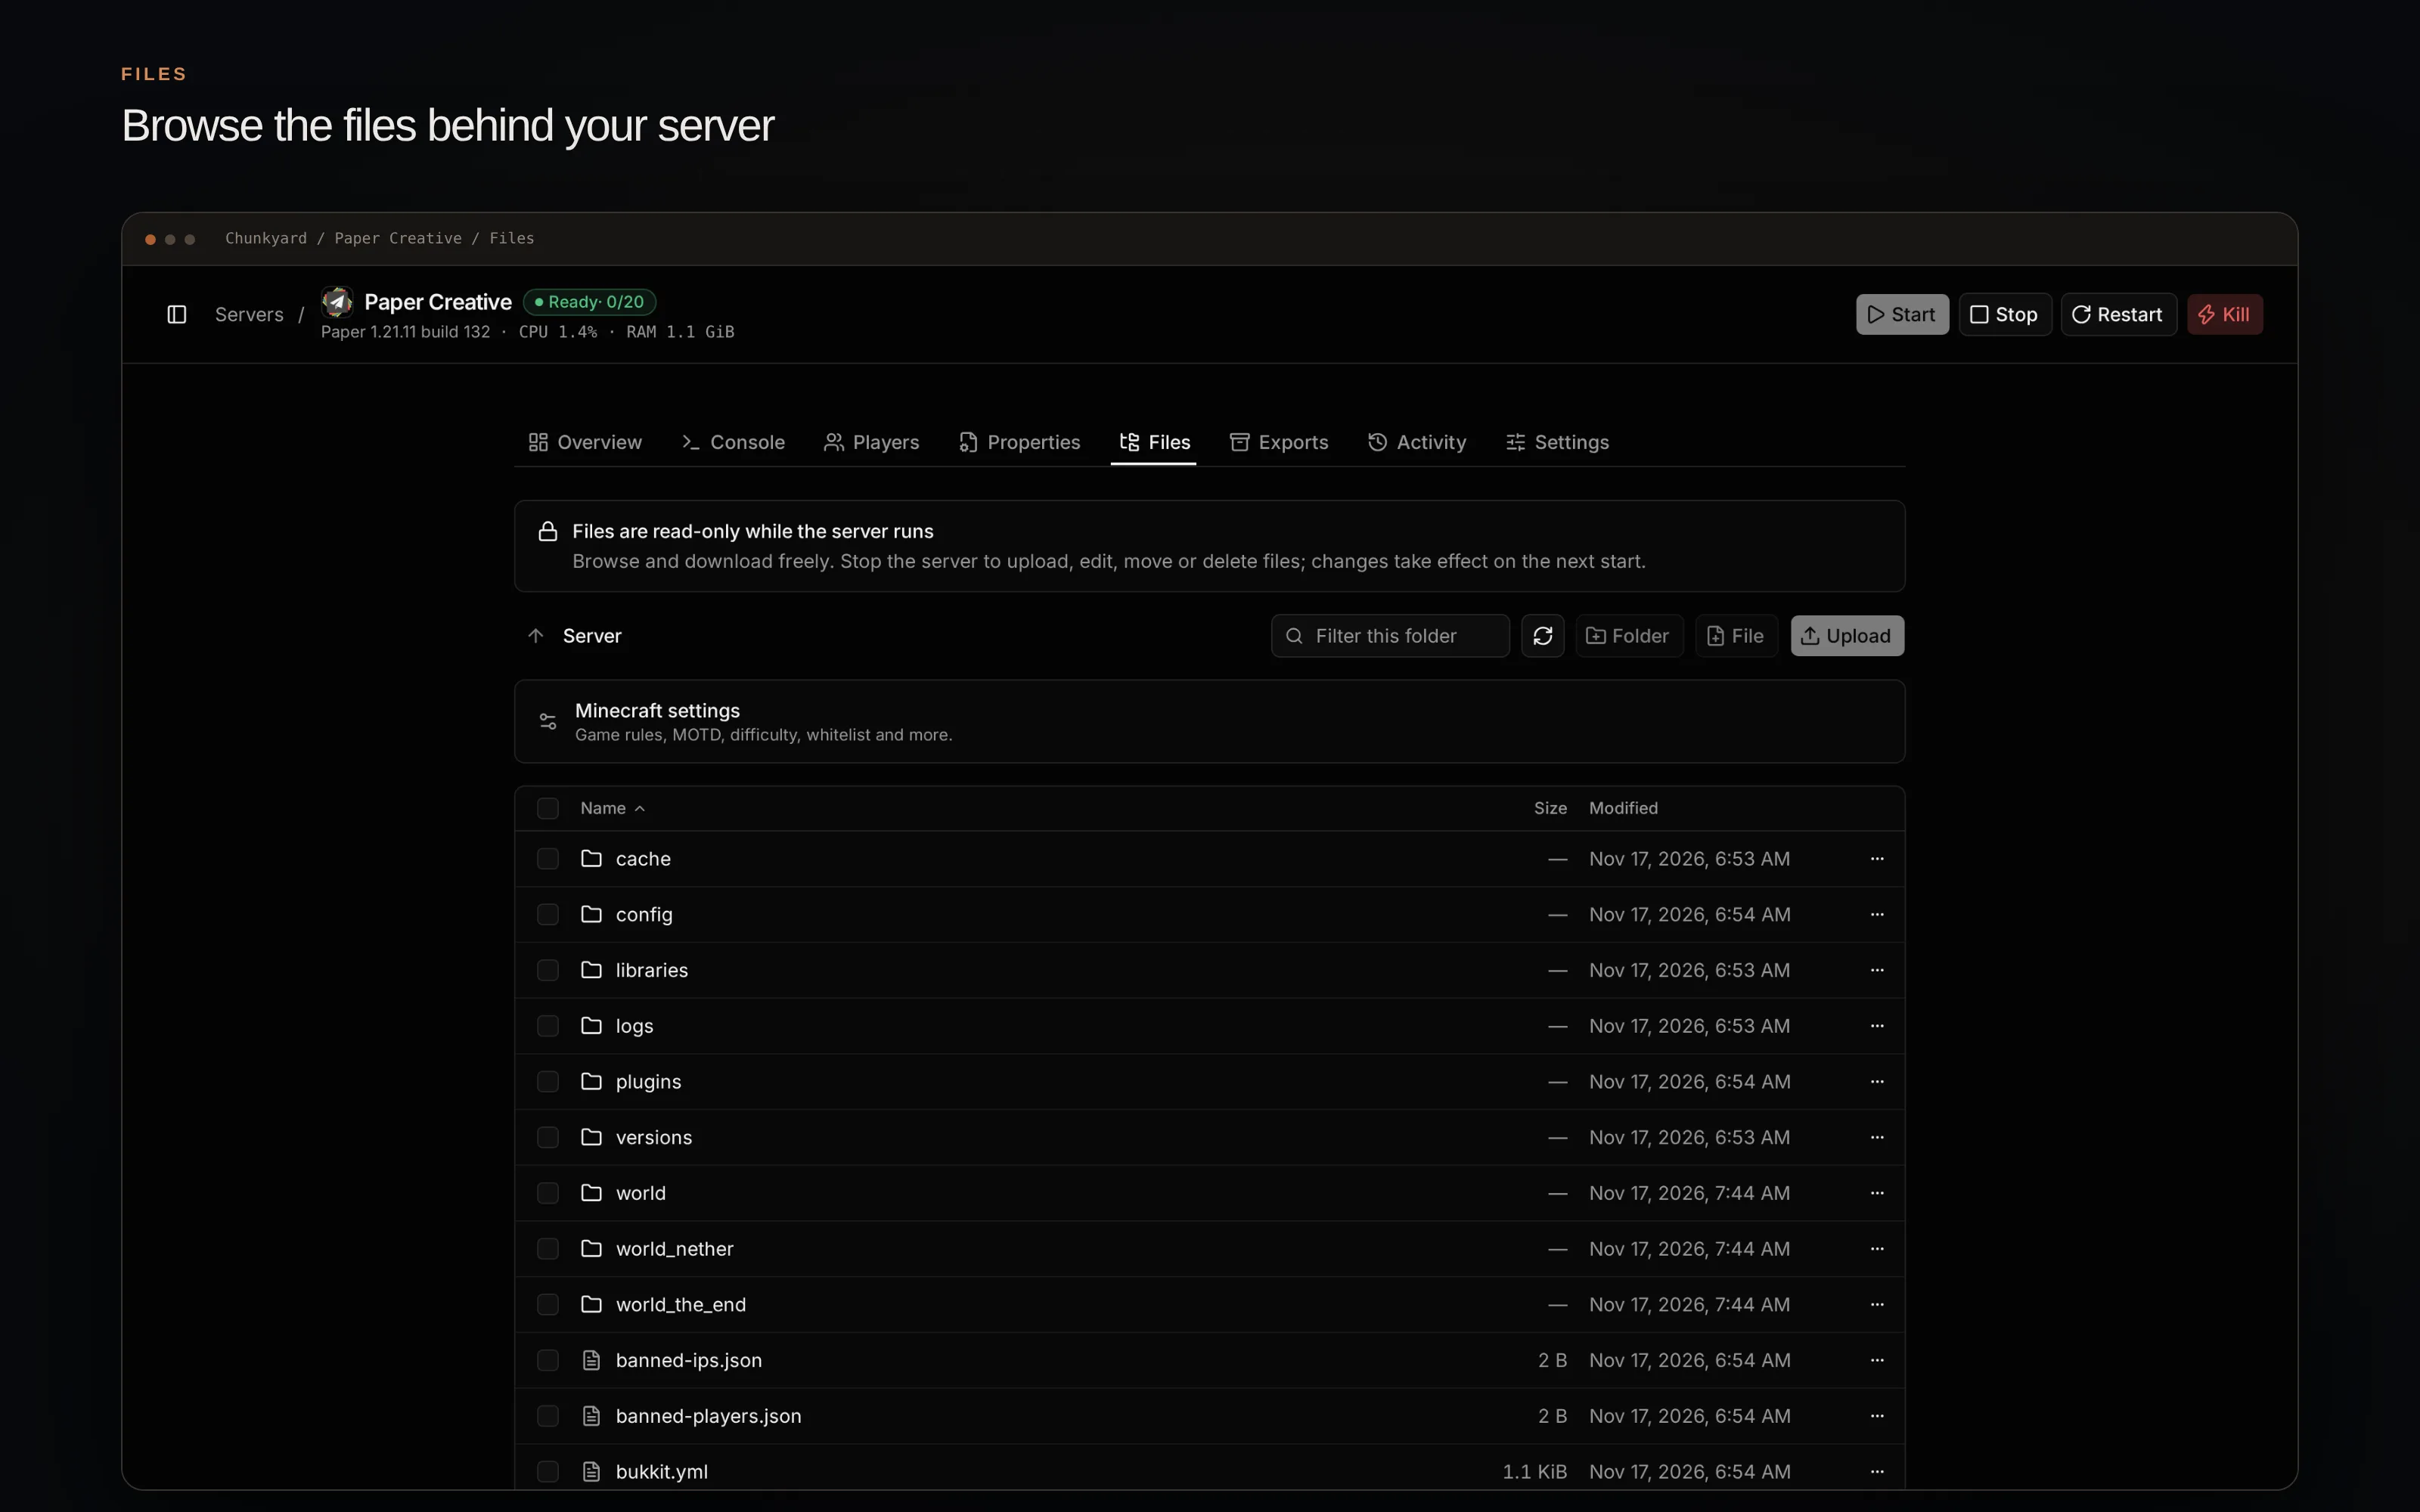 FILES
Browse the files behind your server
Chunkyard / Paper Creative / Files
Servers /
Paper Creative
Ready· 0/20
Paper 1.21.11 build 132 · CPU 1.4% · RAM 1.1 GiB
Start
Stop
Restart
Kill
Overview
Console
Players
Properties
Files
Exports
Activity
Settings
Files are read-only while the server runs
Browse and download freely. Stop the server to upload, edit, move or delete files; changes take effect on the next start.
Server
Filter this folder
Folder
File
Upload
Minecraft settings
Game rules, MOTD, difficulty, whitelist and more.
Name Size Modified
cache — Nov 17, 2026, 6:53 AM
config — Nov 17, 2026, 6:54 AM
libraries — Nov 17, 2026, 6:53 AM
logs — Nov 17, 2026, 6:53 AM
plugins — Nov 17, 2026, 6:54 AM
versions — Nov 17, 2026, 6:53 AM
world — Nov 17, 2026, 7:44 AM
world_nether — Nov 17, 2026, 7:44 AM
world_the_end — Nov 17, 2026, 7:44 AM
banned-ips.json 2 B Nov 17, 2026, 6:54 AM
banned-players.json 2 B Nov 17, 2026, 6:54 AM
bukkit.yml 1.1 KiB Nov 17, 2026, 6:54 AM